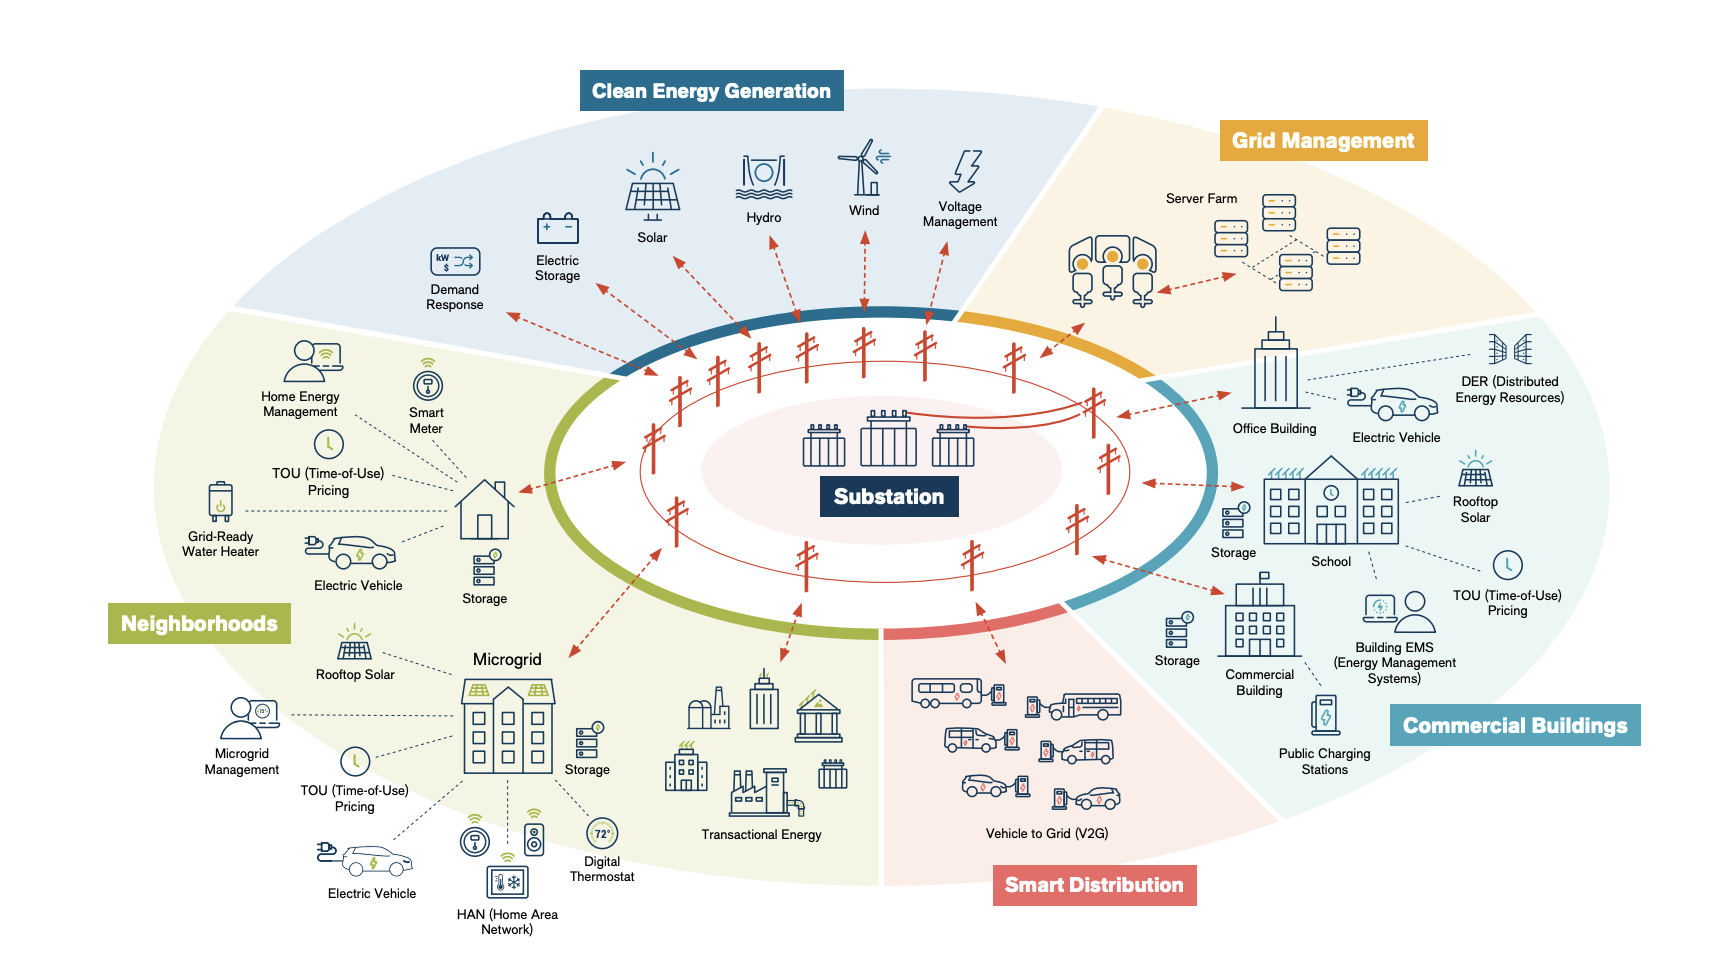 Clean Energy Generation
Grid Management
Solar
Hydro
Wind
Voltage
Management
Electric
Storage
kW
$
Demand
Response
Server Farm
Home Energy
Management
Smart
Meter
TOU (Time-of-Use)
Pricing
Grid-Ready
Water Heater
Electric Vehicle
Storage
Neighborhoods
Substation
Office Building
DER (Distributed
Energy Resources)
Electric Vehicle
Rooftop
Solar
Storage
School
TOU (Time-of-Use)
Pricing
Building EMS
(Energy Management
Systems)
Storage
Commercial
Building
Public Charging
Stations
Commercial Buildings
Rooftop Solar
Microgrid
72°
Microgrid
Management
TOU (Time-of-Use)
Pricing
Storage
Electric Vehicle
HAN (Home Area
Network)
72°
Digital
Thermostat
Transactional Energy
Vehicle to Grid (V2G)
Smart Distribution